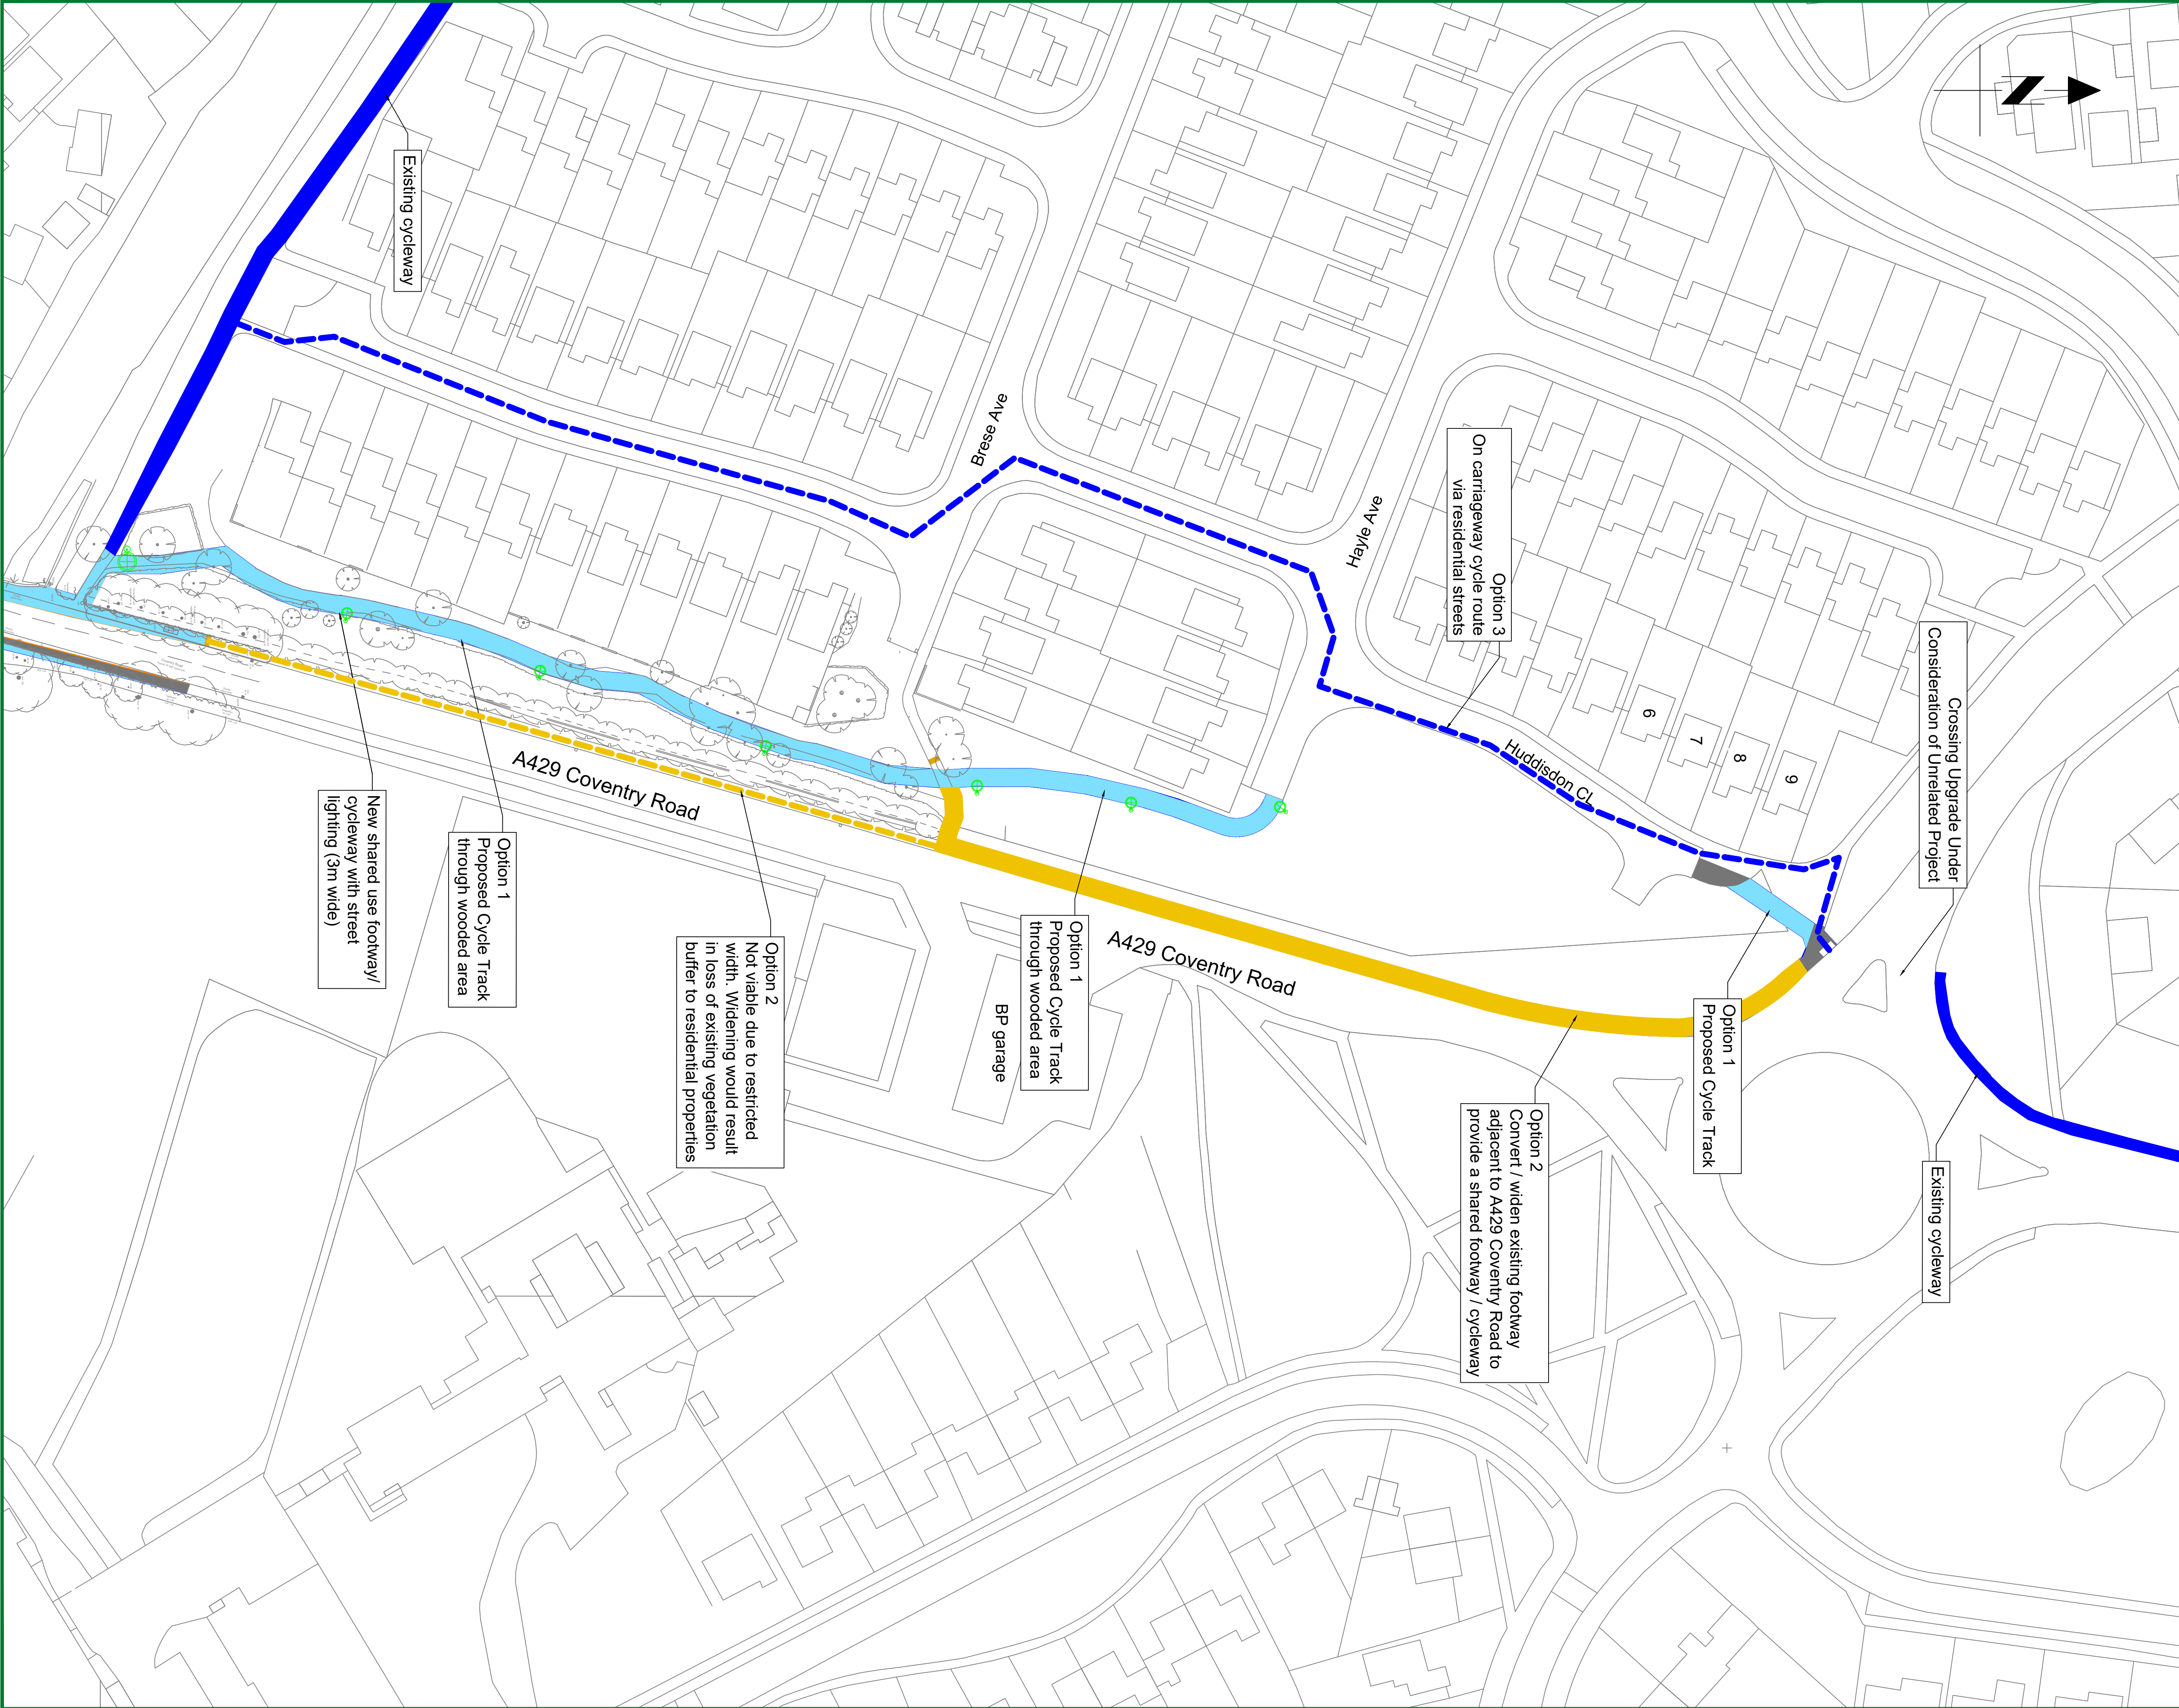 Existing cycleway
Brese Ave
Hayle Ave
Option 3
On carriageway cycle route
via residential streets
Crossing Upgrade Under
Consideration of Unrelated Project
6
7
8
9
Huddisdon CL
A429 Coventry Road
New shared use footway/
cycleway with street
lighting (3m wide)
Option 1
Proposed Cycle Track
through wooded area
Option 2
Not viable due to restricted
width. Widening would result
in loss of existing vegetation
buffer to residential properties
BP garage
Option 1
Proposed Cycle Track
through wooded area
A429 Coventry Road
Option 2
Convert / widen existing footway
adjacent to A429 Coventry Road to
provide a shared footway / cycleway
Option 1
Proposed Cycle Track
Existing cycleway